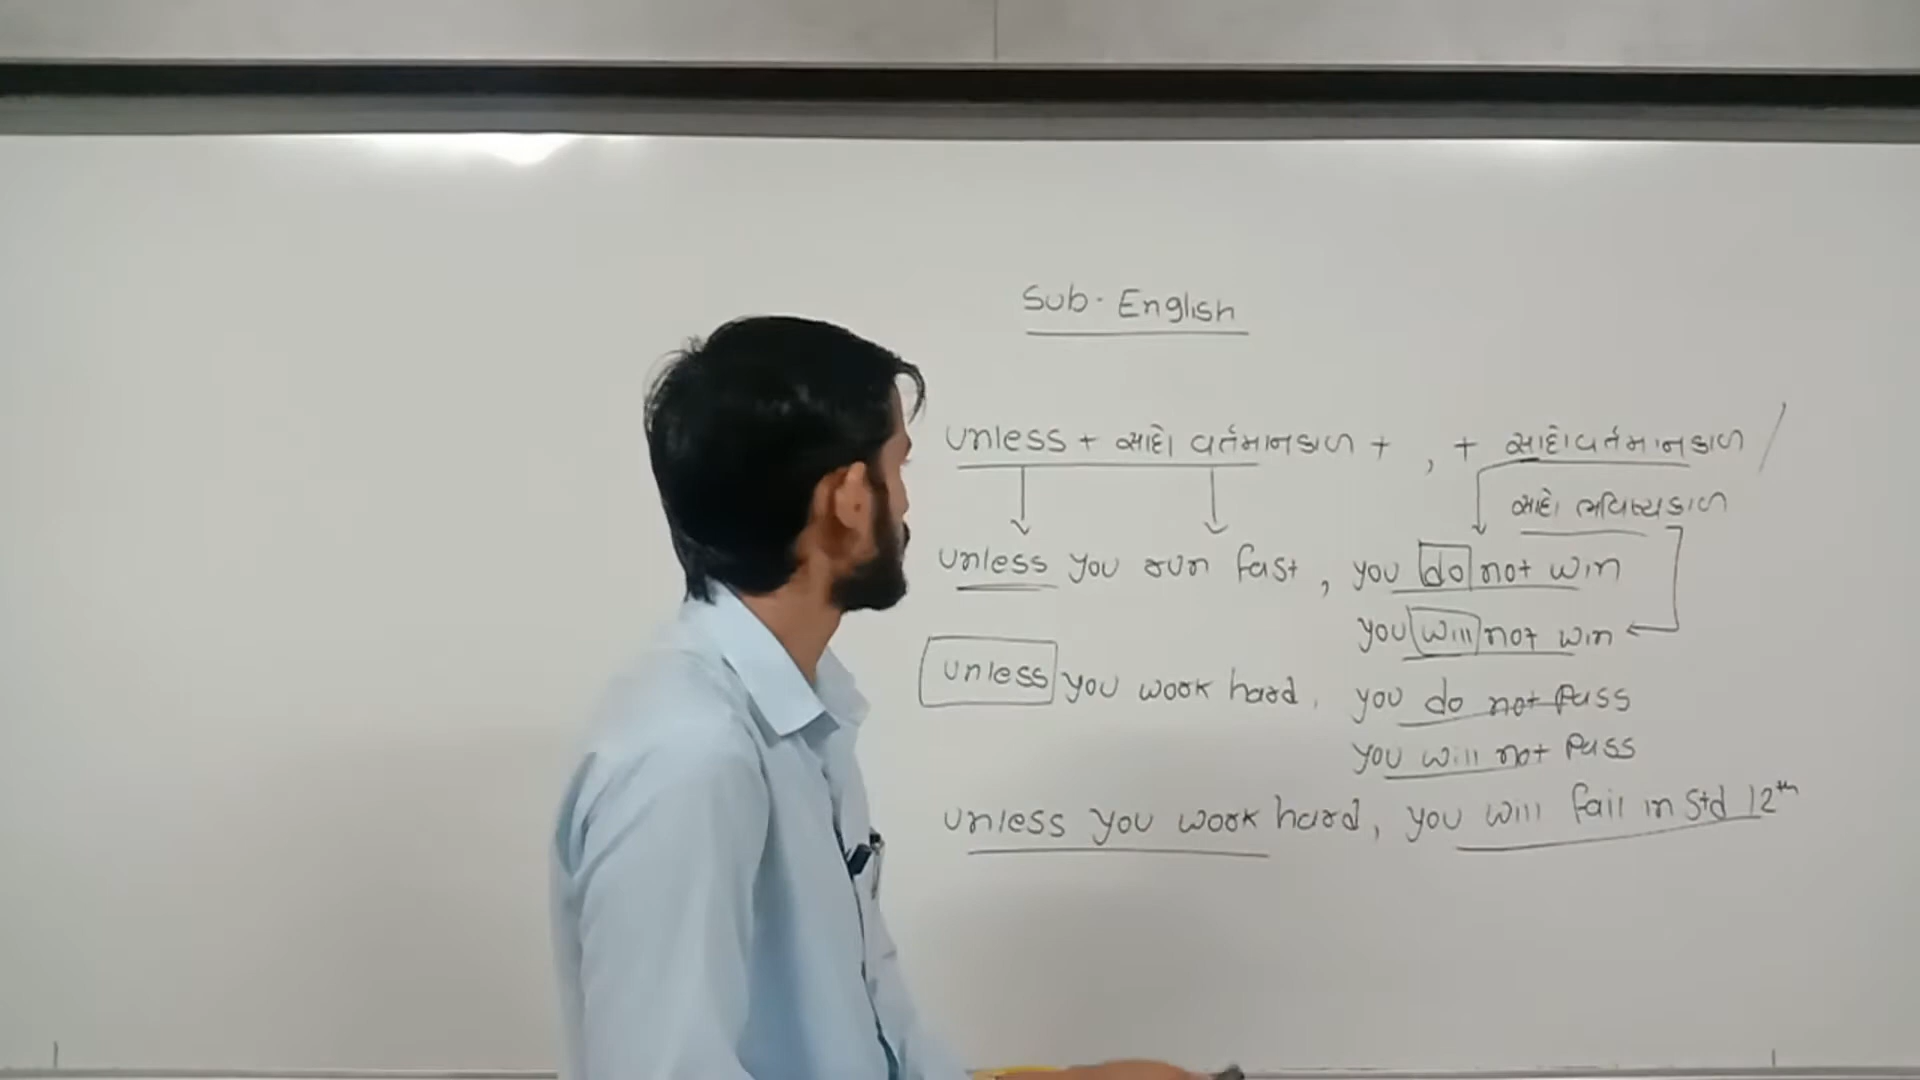 Sub. English
unless + સાદો વર્તમાનકાળ + , + સાદો વર્તમાનકાળ /
સાદો ભવિષ્યકાળ
unless you run fast, you do not win
you will not win
unless you work hard, you do not pass
you will not pass
unless you work hard, you will fail in Std 12th